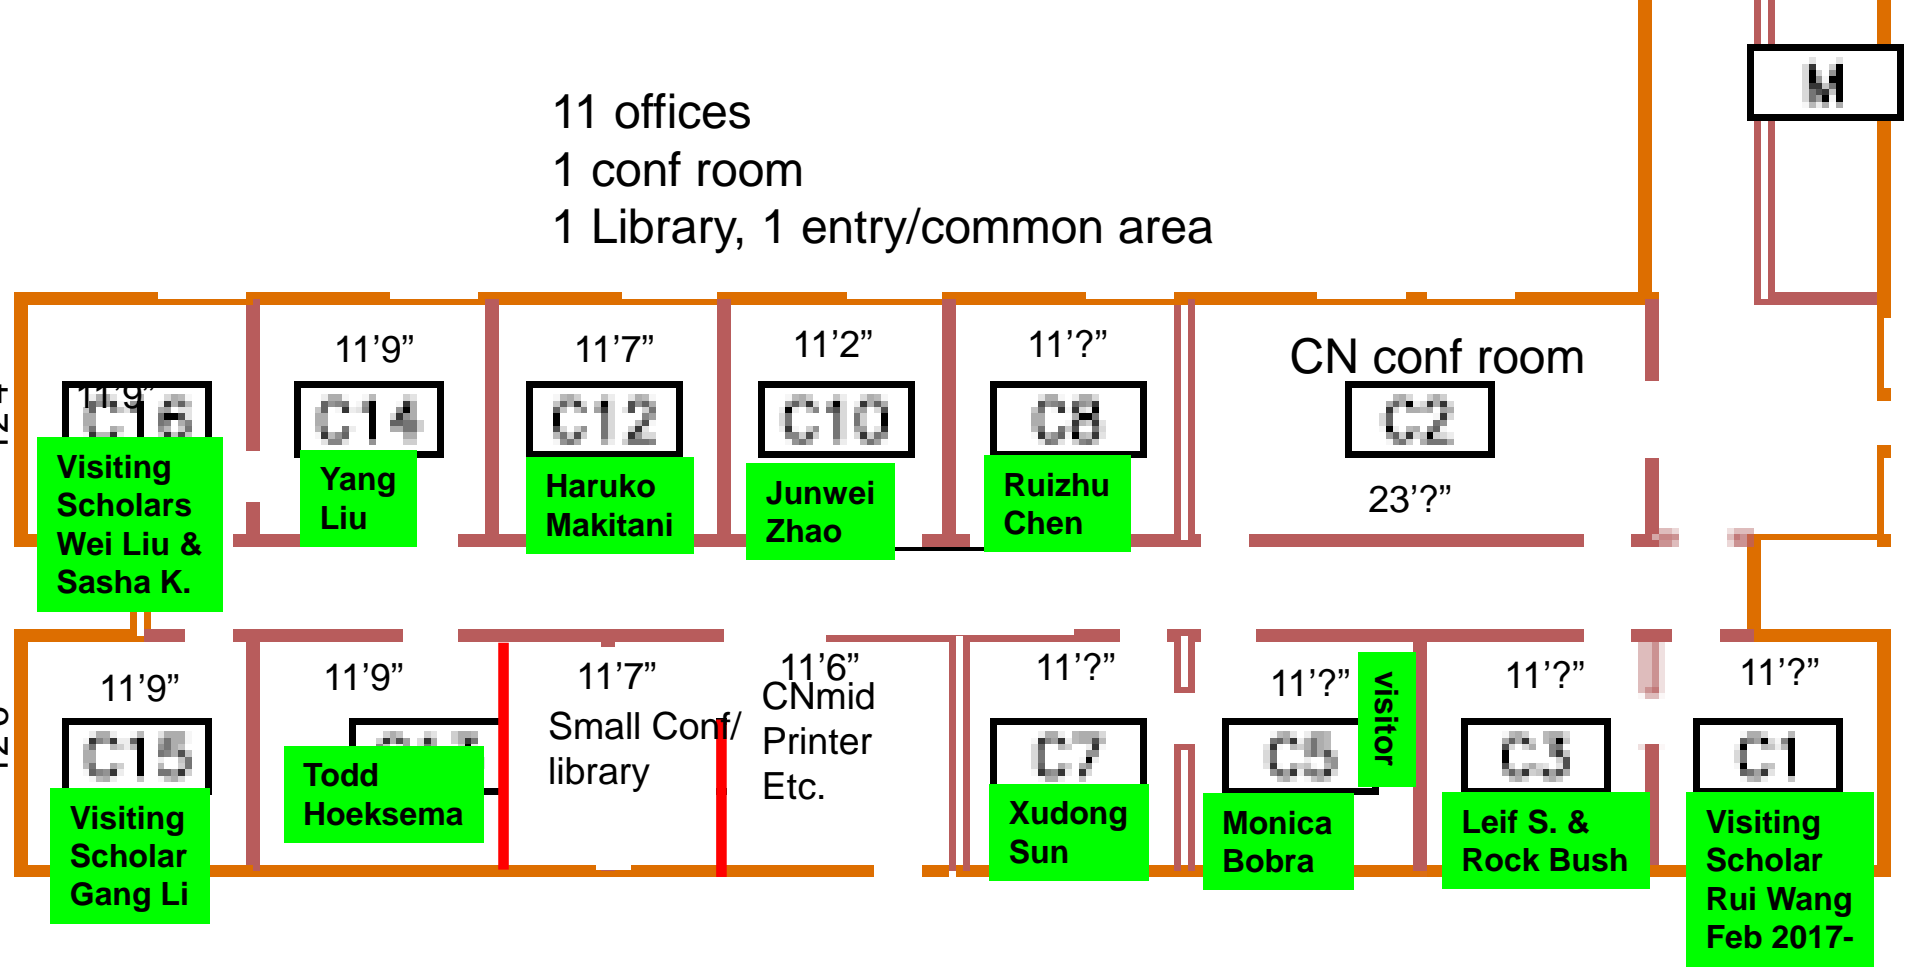 M
11 offices
1 conf room
1 Library, 1 entry/common area
11’9”
11’7”
11’2”
11’?”
CN conf room
11’9”
C16
C14
C12
C10
C8
C2
23’?”
Visiting
Scholars
Wei Liu &
Sasha K.
Yang
Liu
Haruko
Makitani
Junwei
Zhao
Ruizhu
Chen
11’9”
11’9”
11’7”
11’6”
11’?”
11’?”
11’?”
11’?”
Small Conf/
library
CNmid
Printer
Etc.
visitor
C15
C7
C5
C3
C1
Visiting
Scholar
Gang Li
Todd
Hoeksema
Xudong
Sun
Monica
Bobra
Leif S. &
Rock Bush
Visiting
Scholar
Rui Wang
Feb 2017-